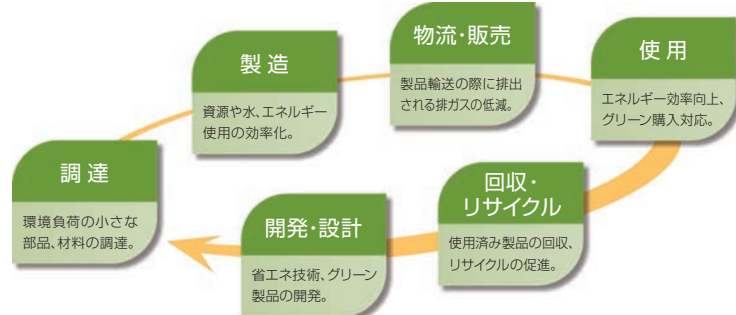 調達
環境負荷の小さな
部品、材料の調達。
製造
資源や水、エネルギー
使用の効率化。
物流・販売
製品輸送の際に排出
される排ガスの低減。
使用
エネルギー効率向上、
グリーン購入対応。
回収・
リサイクル
使用済み製品の回収、
リサイクルの促進。
開発・設計
省エネ技術、グリーン
製品の開発。